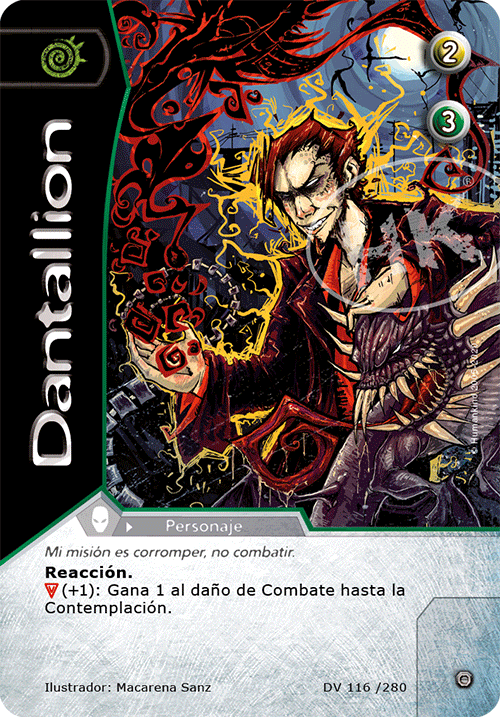 2
3
Dantallion
HK ®
Personaje
Mi misión es corromper, no combatir.
Reacción.
(+1): Gana 1 al daño de Combate hasta la
Contemplación.
Ilustrador: Macarena Sanz
DV 116 /280